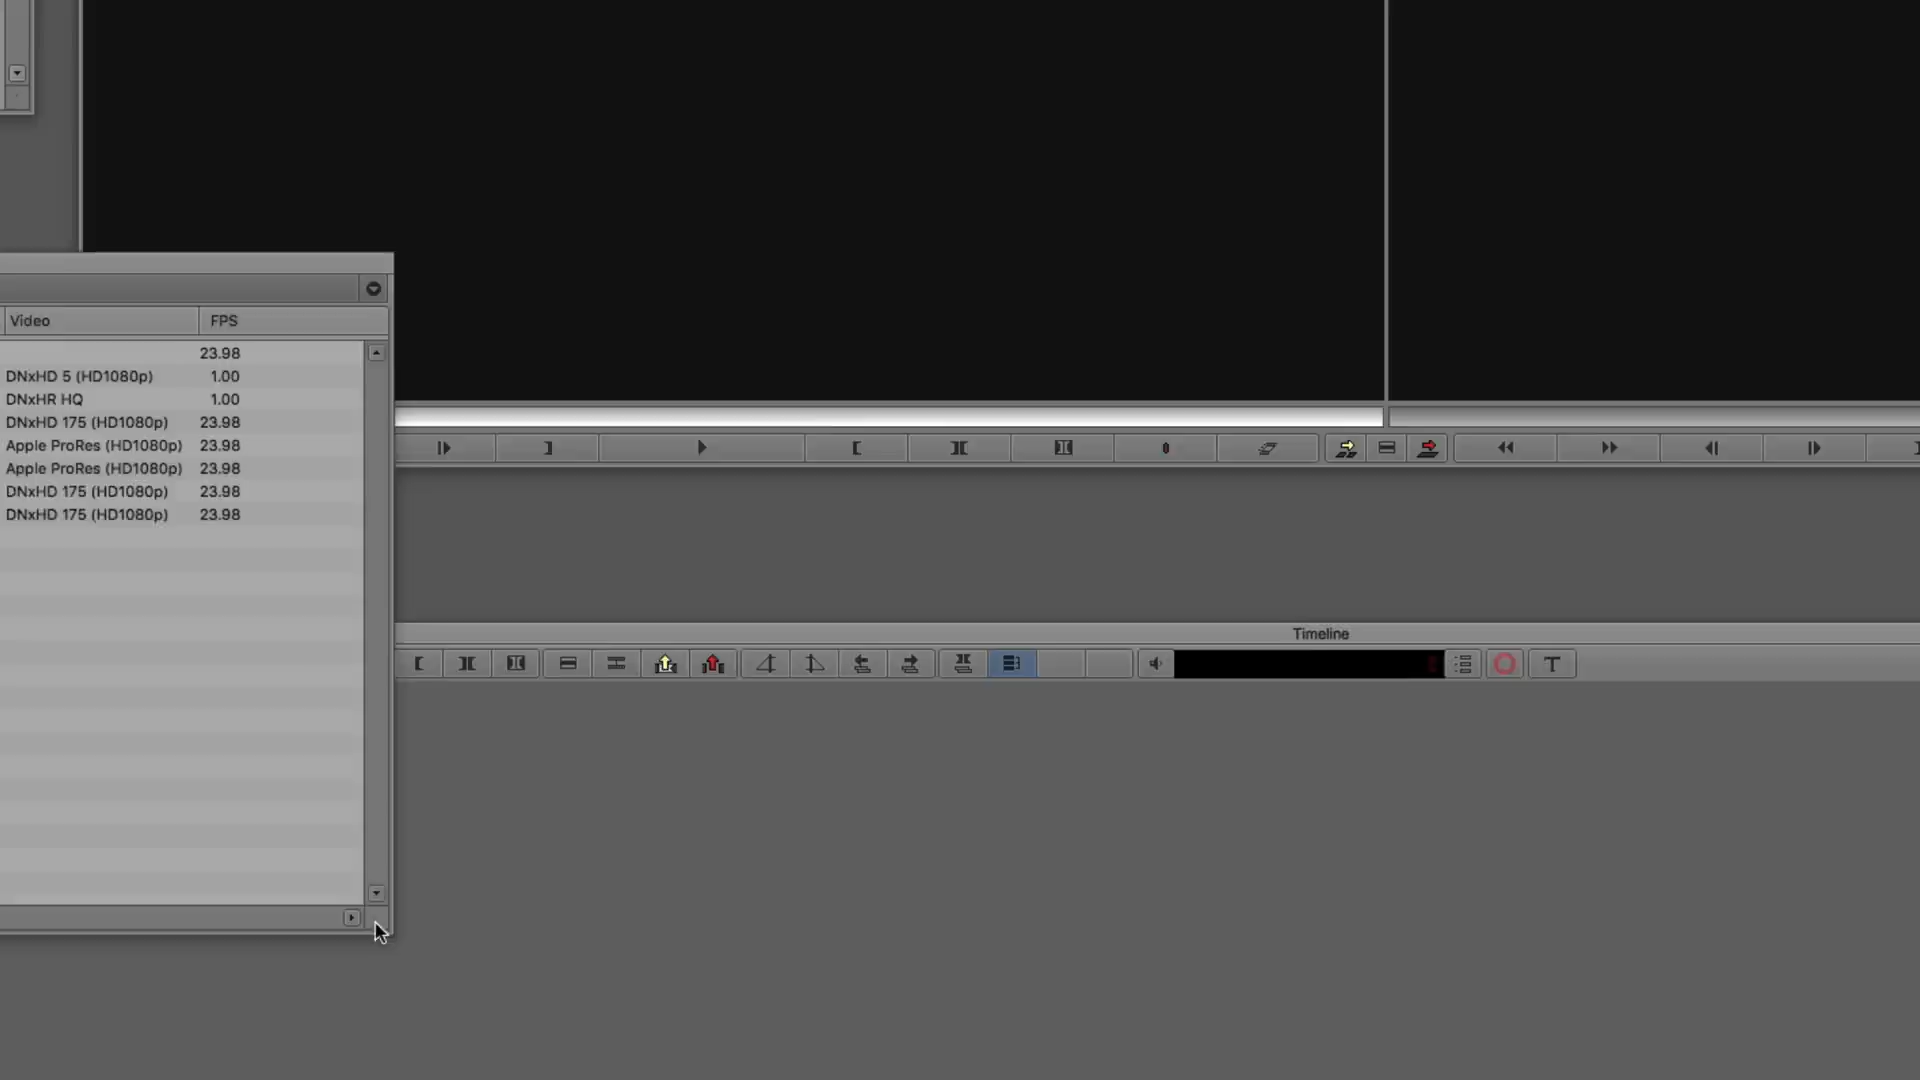 Video FPS
23.98
DNxHD 5 (HD1080p) 1.00
DNxHR HQ 1.00
DNxHD 175 (HD1080p) 23.98
Apple ProRes (HD1080p) 23.98
Apple ProRes (HD1080p) 23.98
DNxHD 175 (HD1080p) 23.98
DNxHD 175 (HD1080p) 23.98
Timeline
T